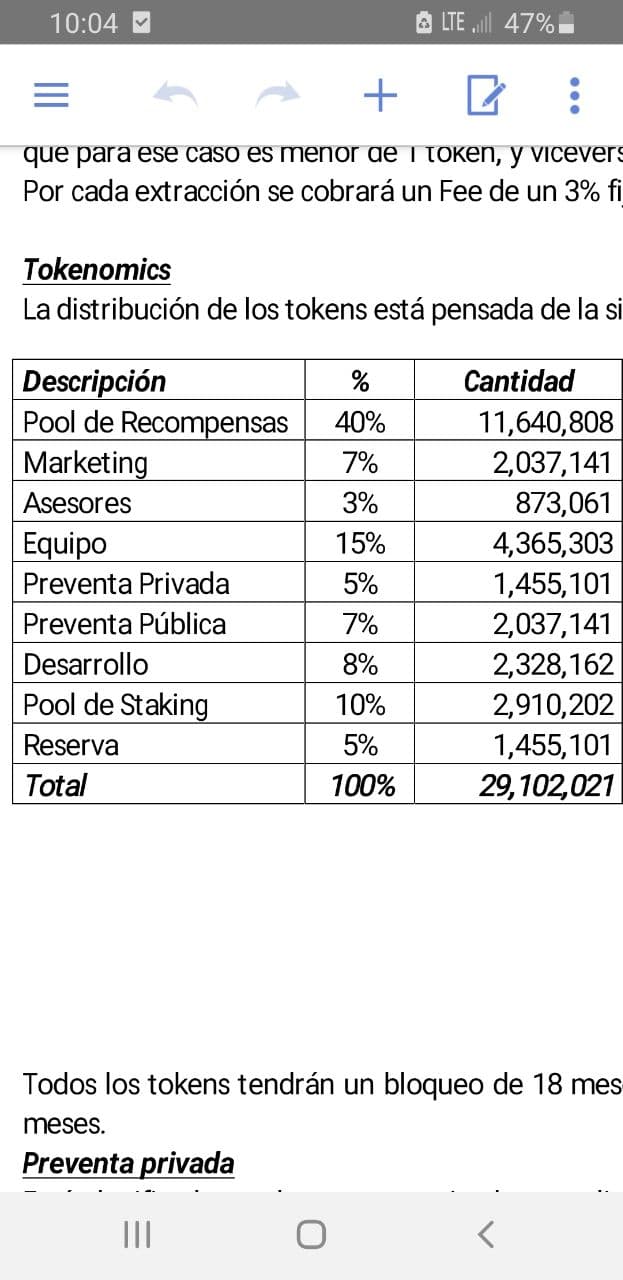 10:04 LTE 47%
que para ese caso es menor de 1 token, y vicevers
Por cada extracción se cobrará un Fee de un 3% fi
Tokenomics
La distribución de los tokens está pensada de la si
Descripción % Cantidad
Pool de Recompensas 40% 11,640,808
Marketing 7% 2,037,141
Asesores 3% 873,061
Equipo 15% 4,365,303
Preventa Privada 5% 1,455,101
Preventa Pública 7% 2,037,141
Desarrollo 8% 2,328,162
Pool de Staking 10% 2,910,202
Reserva 5% 1,455,101
Total 100% 29,102,021
Todos los tokens tendrán un bloqueo de 18 mes
meses.
Preventa privada